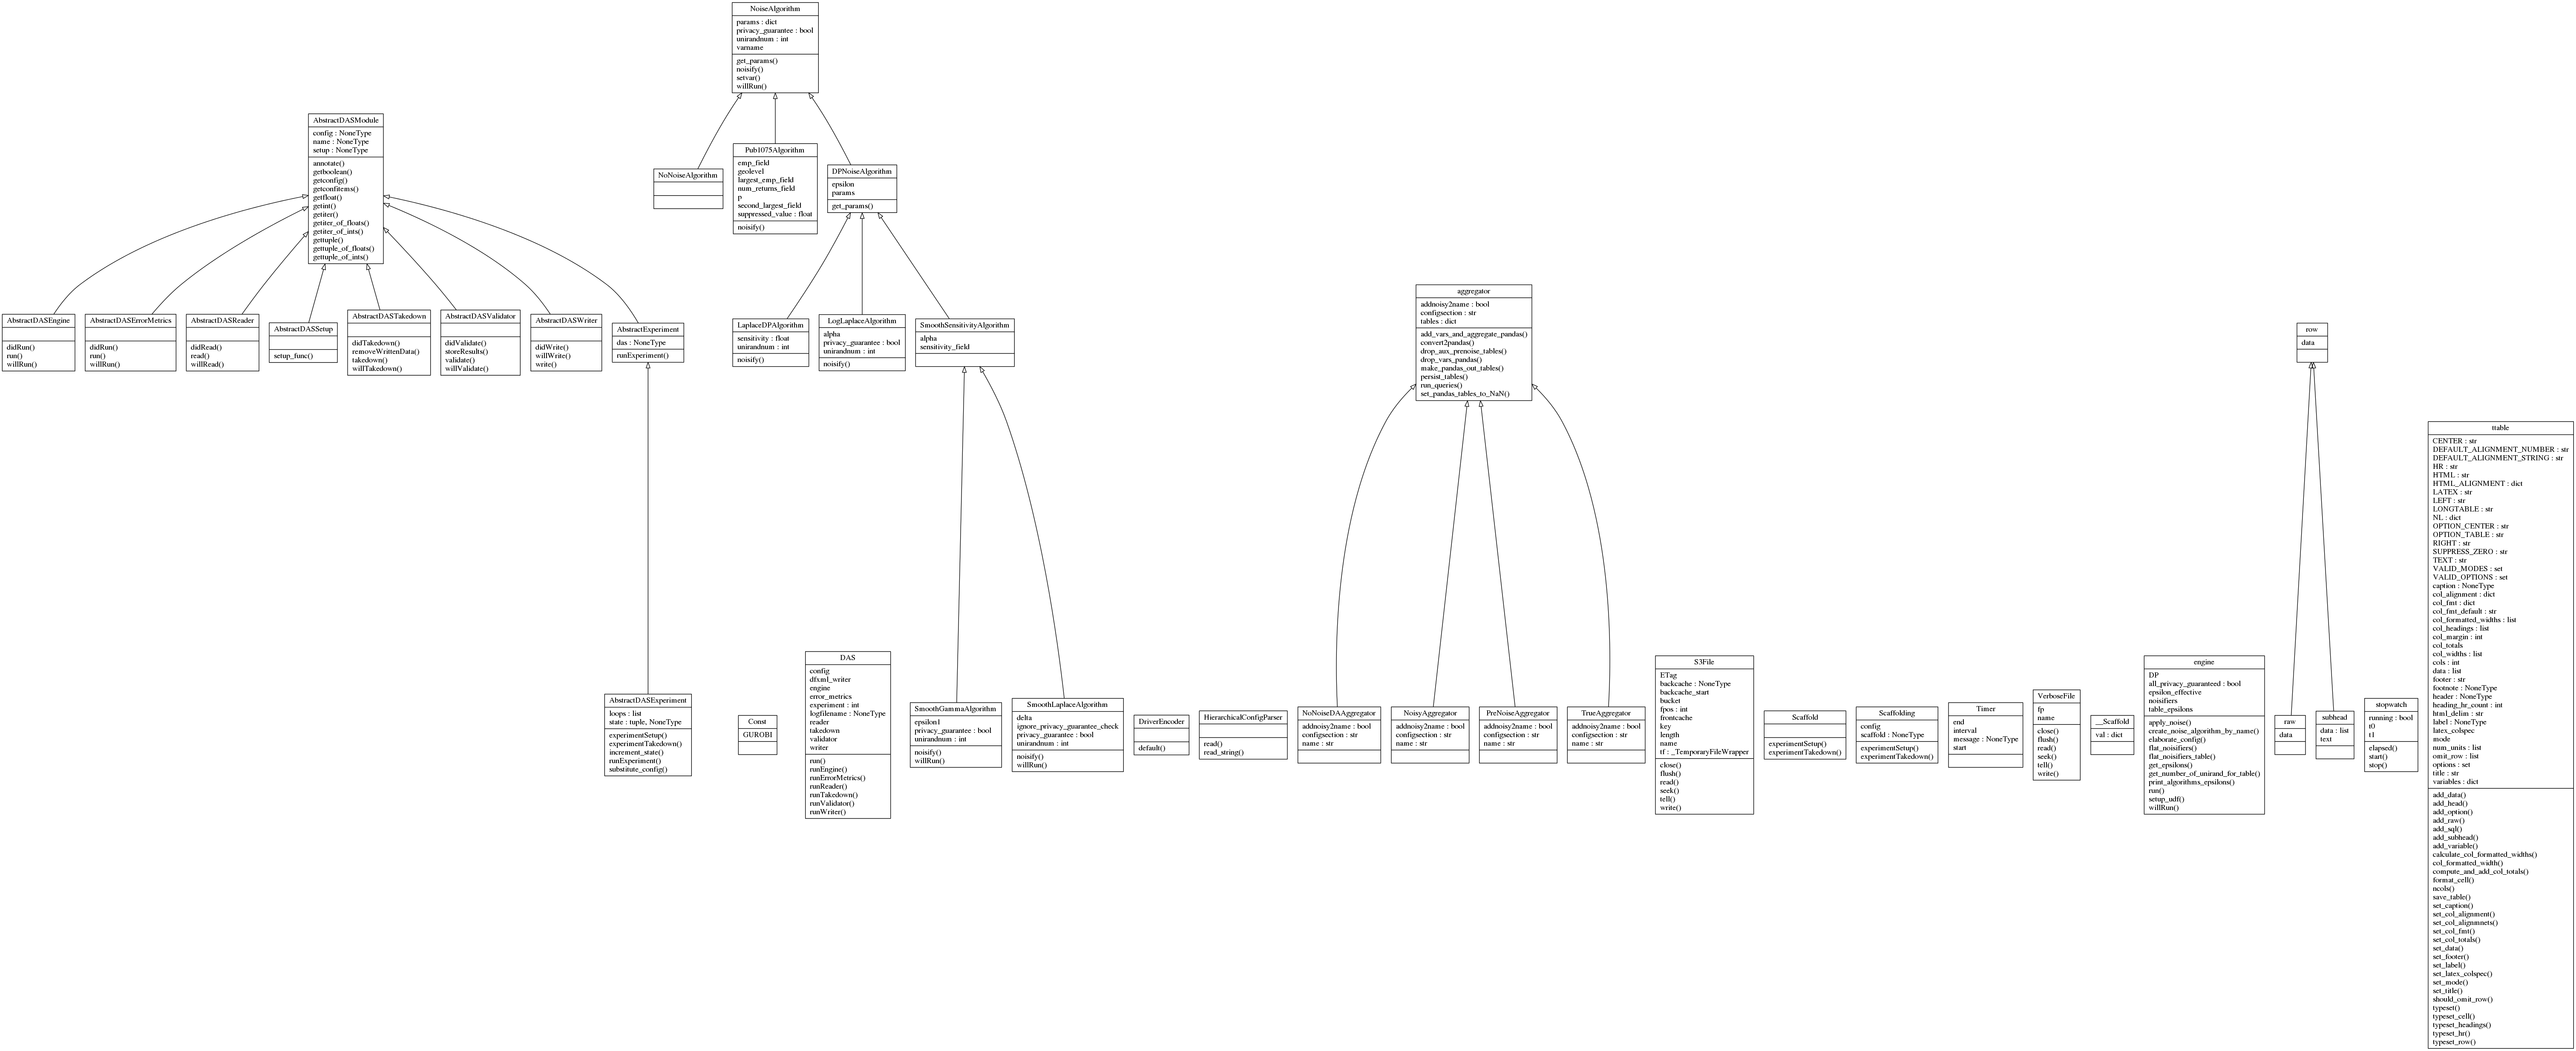 NoiseAlgorithm
params : dict
privacy_guarantee : bool
unirandnum : int
varname
get_params()
noisify()
setvar()
willRun()
AbstractDASModule
config : NoneType
name : NoneType
setup : NoneType
annotate()
getboolean()
getconfig()
getconfitems()
getfloat()
getint()
getiter()
getiter_of_floats()
getiter_of_ints()
gettuple()
gettuple_of_floats()
gettuple_of_ints()
NoNoiseAlgorithm
Pub1075Algorithm
emp_field
geolevel
largest_emp_field
num_returns_field
p
second_largest_field
suppressed_value : float
noisify()
DPNoiseAlgorithm
epsilon
params
get_params()
AbstractDASEngine
didRun()
run()
willRun()
AbstractDASErrorMetrics
didRun()
run()
willRun()
AbstractDASReader
didRead()
read()
willRead()
AbstractDASSetup
setup_func()
AbstractDASTakedown
didTakedown()
removeWrittenData()
takedown()
willTakedown()
AbstractDASValidator
didValidate()
storeResults()
validate()
willValidate()
AbstractDASWriter
didWrite()
willWrite()
write()
AbstractExperiment
das : NoneType
runExperiment()
LaplaceDPAlgorithm
sensitivity : float
unirandnum : int
noisify()
LogLaplaceAlgorithm
alpha
privacy_guarantee : bool
unirandnum : int
noisify()
SmoothSensitivityAlgorithm
alpha
sensitivity_field
aggregator
addnoisy2name : bool
configsection : str
tables : dict
add_vars_and_aggregate_pandas()
convert2pandas()
drop_aux_prenoise_tables()
drop_vars_pandas()
make_pandas_out_tables()
persist_tables()
run_queries()
set_pandas_tables_to_NaN()
row
data
AbstractDASExperiment
loops : list
state : tuple, NoneType
experimentSetup()
experimentTakedown()
increment_state()
runExperiment()
substitute_config()
Const
GUROBI
DAS
config
dfxml_writer
engine
error_metrics
experiment : int
logfilename : NoneType
reader
takedown
validator
writer
run()
runEngine()
runErrorMetrics()
runReader()
runTakedown()
runValidator()
runWriter()
SmoothGammaAlgorithm
epsilon1
privacy_guarantee : bool
unirandnum : int
noisify()
willRun()
SmoothLaplaceAlgorithm
delta
ignore_privacy_guarantee_check
privacy_guarantee : bool
unirandnum : int
noisify()
willRun()
DriverEncoder
default()
HierarchicalConfigParser
read()
read_string()
NoNoiseDAAggregator
addnoisy2name : bool
configsection : str
name : str
NoisyAggregator
addnoisy2name : bool
configsection : str
name : str
PreNoiseAggregator
addnoisy2name : bool
configsection : str
name : str
TrueAggregator
addnoisy2name : bool
configsection : str
name : str
S3File
ETag
backcache : NoneType
backcache_start
bucket
fpos : int
frontcache
key
length
name
tf : _TemporaryFileWrapper
close()
flush()
read()
seek()
tell()
write()
Scaffold
experimentSetup()
experimentTakedown()
Scaffolding
config
scaffold : NoneType
experimentSetup()
experimentTakedown()
Timer
end
interval
message : NoneType
start
VerboseFile
fp
name
close()
flush()
read()
seek()
tell()
write()
__Scaffold
val : dict
engine
DP
all_privacy_guaranteed : bool
epsilon_effective
noisifiers
table_epsilons
apply_noise()
create_noise_algorithm_by_name()
elaborate_config()
flat_noisifiers()
flat_noisifiers_table()
get_epsilons()
get_number_of_unirand_for_table()
print_algorithms_epsilons()
run()
setup_udf()
willRun()
raw
data
subhead
data : list
text
stopwatch
running : bool
t0
t1
elapsed()
start()
stop()
ttable
CENTER : str
DEFAULT_ALIGNMENT_NUMBER : str
DEFAULT_ALIGNMENT_STRING : str
HR : str
HTML : str
HTML_ALIGNMENT : dict
LATEX : str
LEFT : str
LONGTABLE : str
NL : dict
OPTION_CENTER : str
OPTION_TABLE : str
RIGHT : str
SUPPRESS_ZERO : str
TEXT : str
VALID_MODES : set
VALID_OPTIONS : set
caption : NoneType
col_alignment : dict
col_fmt : dict
col_fmt_default : str
col_formatted_widths : list
col_headings : list
col_margin : int
col_totals
col_widths : list
cols : int
data : list
footer : str
footnote : NoneType
header : NoneType
heading_hr_count : int
html_delim : str
label : NoneType
latex_colspec
mode
num_units : list
omit_row : list
options : set
title : str
variables : dict
add_data()
add_head()
add_option()
add_raw()
add_sql()
add_subhead()
add_variable()
calculate_col_formatted_widths()
col_formatted_width()
compute_and_add_col_totals()
format_cell()
ncols()
save_table()
set_caption()
set_col_alignment()
set_col_alignmnets()
set_col_fmt()
set_col_totals()
set_data()
set_footer()
set_label()
set_latex_colspec()
set_mode()
set_title()
should_omit_row()
typeset()
typeset_cell()
typeset_headings()
typeset_hr()
typeset_row()